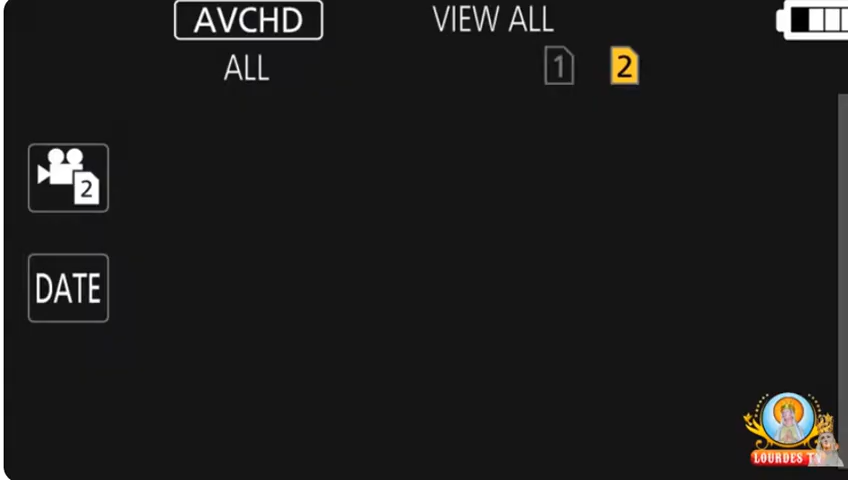 AVCHD VIEW ALL
ALL 1 2
2
DATE
LOURDES TV